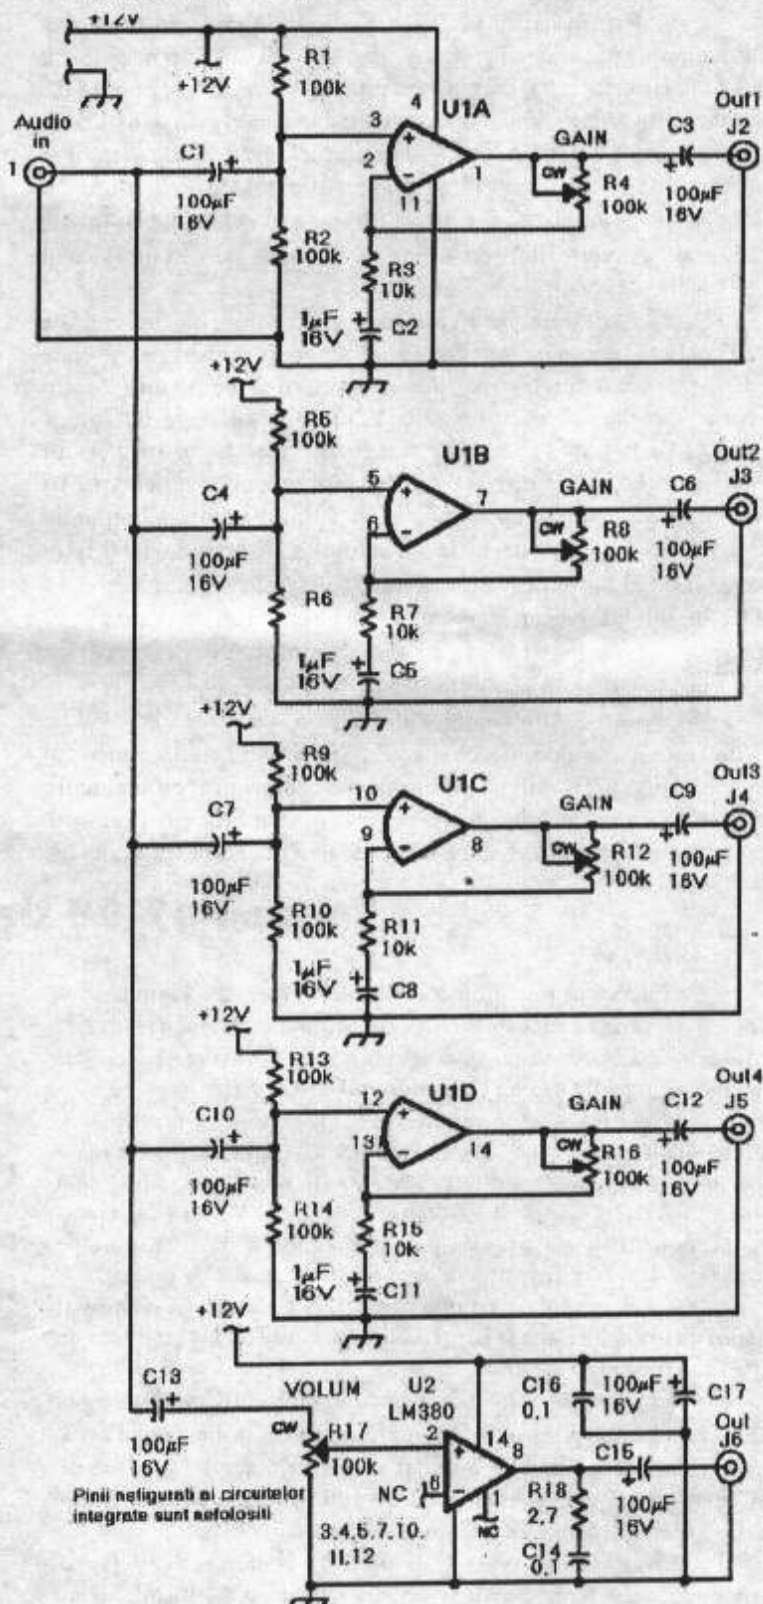 +12V
+12V
R1
100k
4
U1A
Out1
J2
Audio
in
1
C1
+
100µF
16V
3
+
2
−
11
1
GAIN
CW
R4
100k
C3
+
100µF
16V
R2
100k
R3
10k
1µF
16V
+
C2
+12V
R5
100k
U1B
Out2
J3
C4
+
100µF
16V
5
+
6
−
7
GAIN
CW
R8
100k
C6
+
100µF
16V
R6
R7
10k
1µF
16V
+
C5
+12V
R9
100k
U1C
Out3
J4
C7
+
100µF
16V
10
+
9
−
8
GAIN
CW
R12
100k
C9
+
100µF
16V
R10
100k
R11
10k
1µF
16V
+
C8
+12V
R13
100k
U1D
Out4
J5
C10
+
100µF
16V
12
+
13
−
14
GAIN
CW
R16
100k
C12
+
100µF
16V
R14
100k
R15
10k
1µF
16V
+
C11
+12V
C13
+
100µF
16V
VOLUM
CW
R17
100k
U2
LM380
2
+
14
8
NC
6
−
1
NC
3,4,5,7,10,
11,12
C16
0,1
100µF
16V
+
C17
Out
J6
C15
+
100µF
16V
R18
2,7
C14
0,1
Pinii nefigurati ai circuitelor
integrate sunt nefolositi